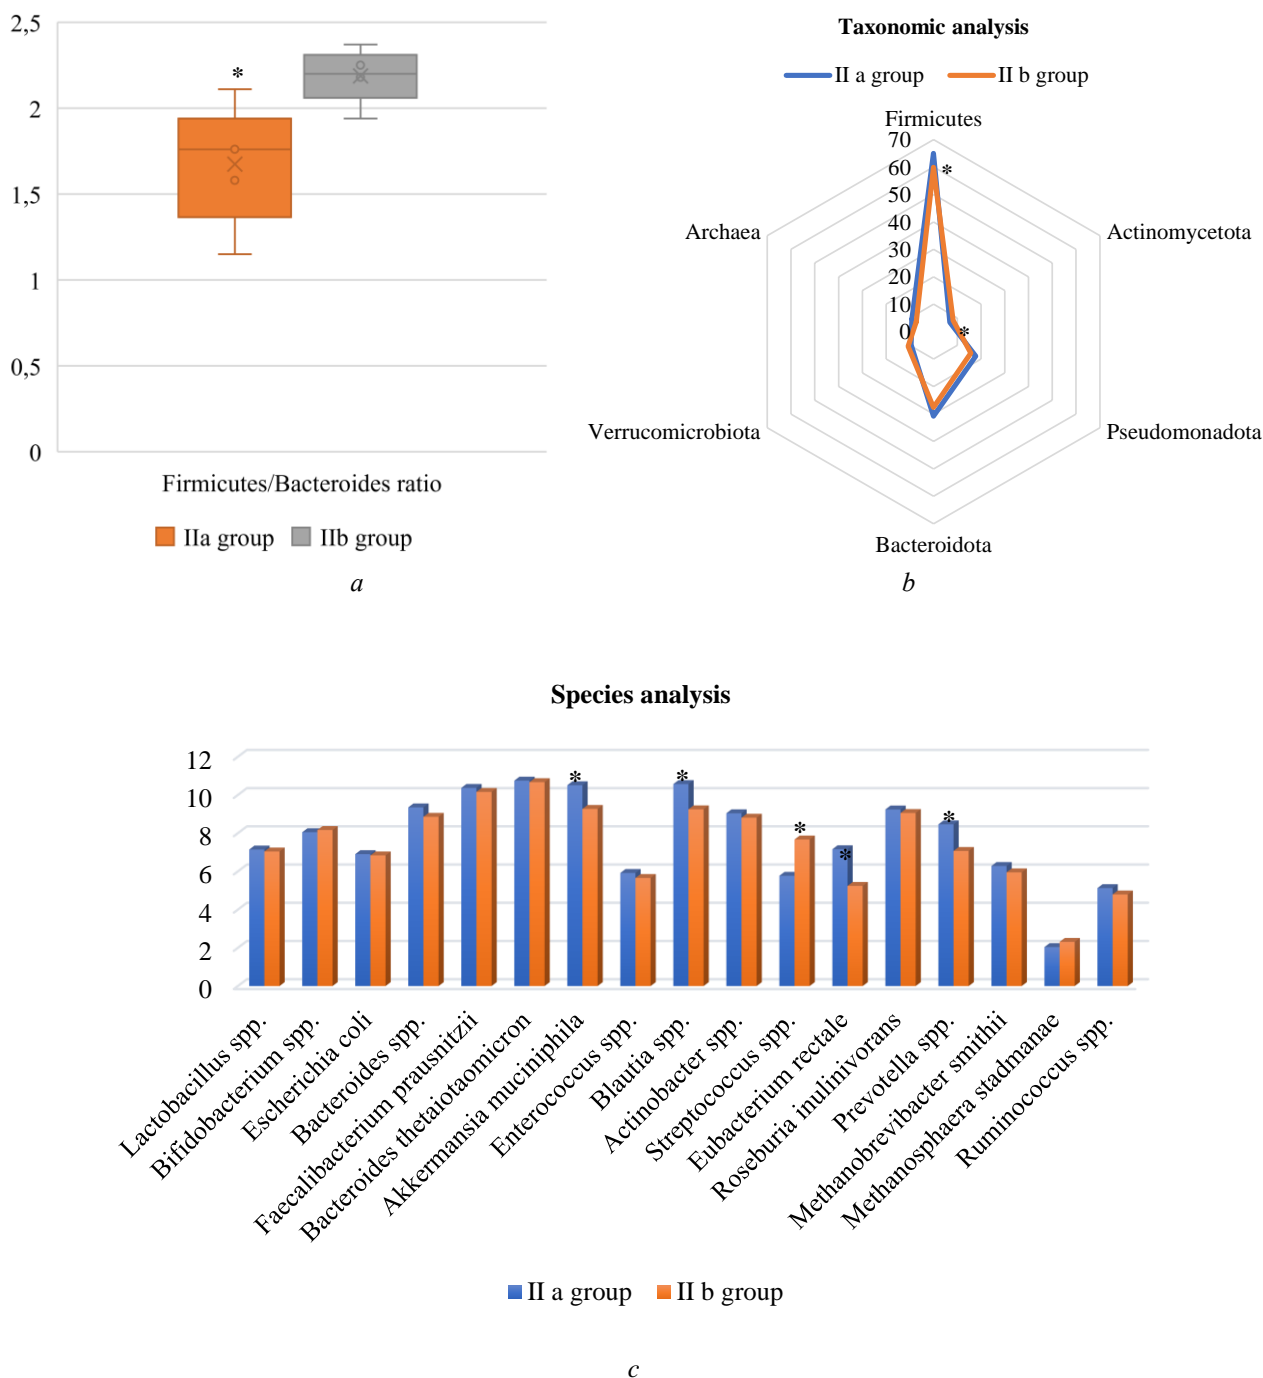 2,5
2
1,5
1
0,5
0
*
Firmicutes/Bacteroides ratio
IIa group IIb group
a
Taxonomic analysis
II a group II b group
Firmicutes
70
60
50
40
30
20
10
0
*
*
Archaea
Actinomycetota
Verrucomicrobiota
Pseudomonadota
Bacteroidota
b
Species analysis
12
10
8
6
4
2
0
* * * * *
Lactobacillus spp.
Bifidobacterium spp.
Escherichia coli
Bacteroides spp.
Faecalibacterium prausnitzii
Bacteroides thetaiotaomicron
Akkermansia muciniphila
Enterococcus spp.
Blautia spp.
Actinobacter spp.
Streptococcus spp.
Eubacterium rectale
Roseburia inulinivorans
Prevotella spp.
Methanobrevibacter smithii
Methanosphaera stadmanae
Ruminococcus spp.
II a group II b group
c